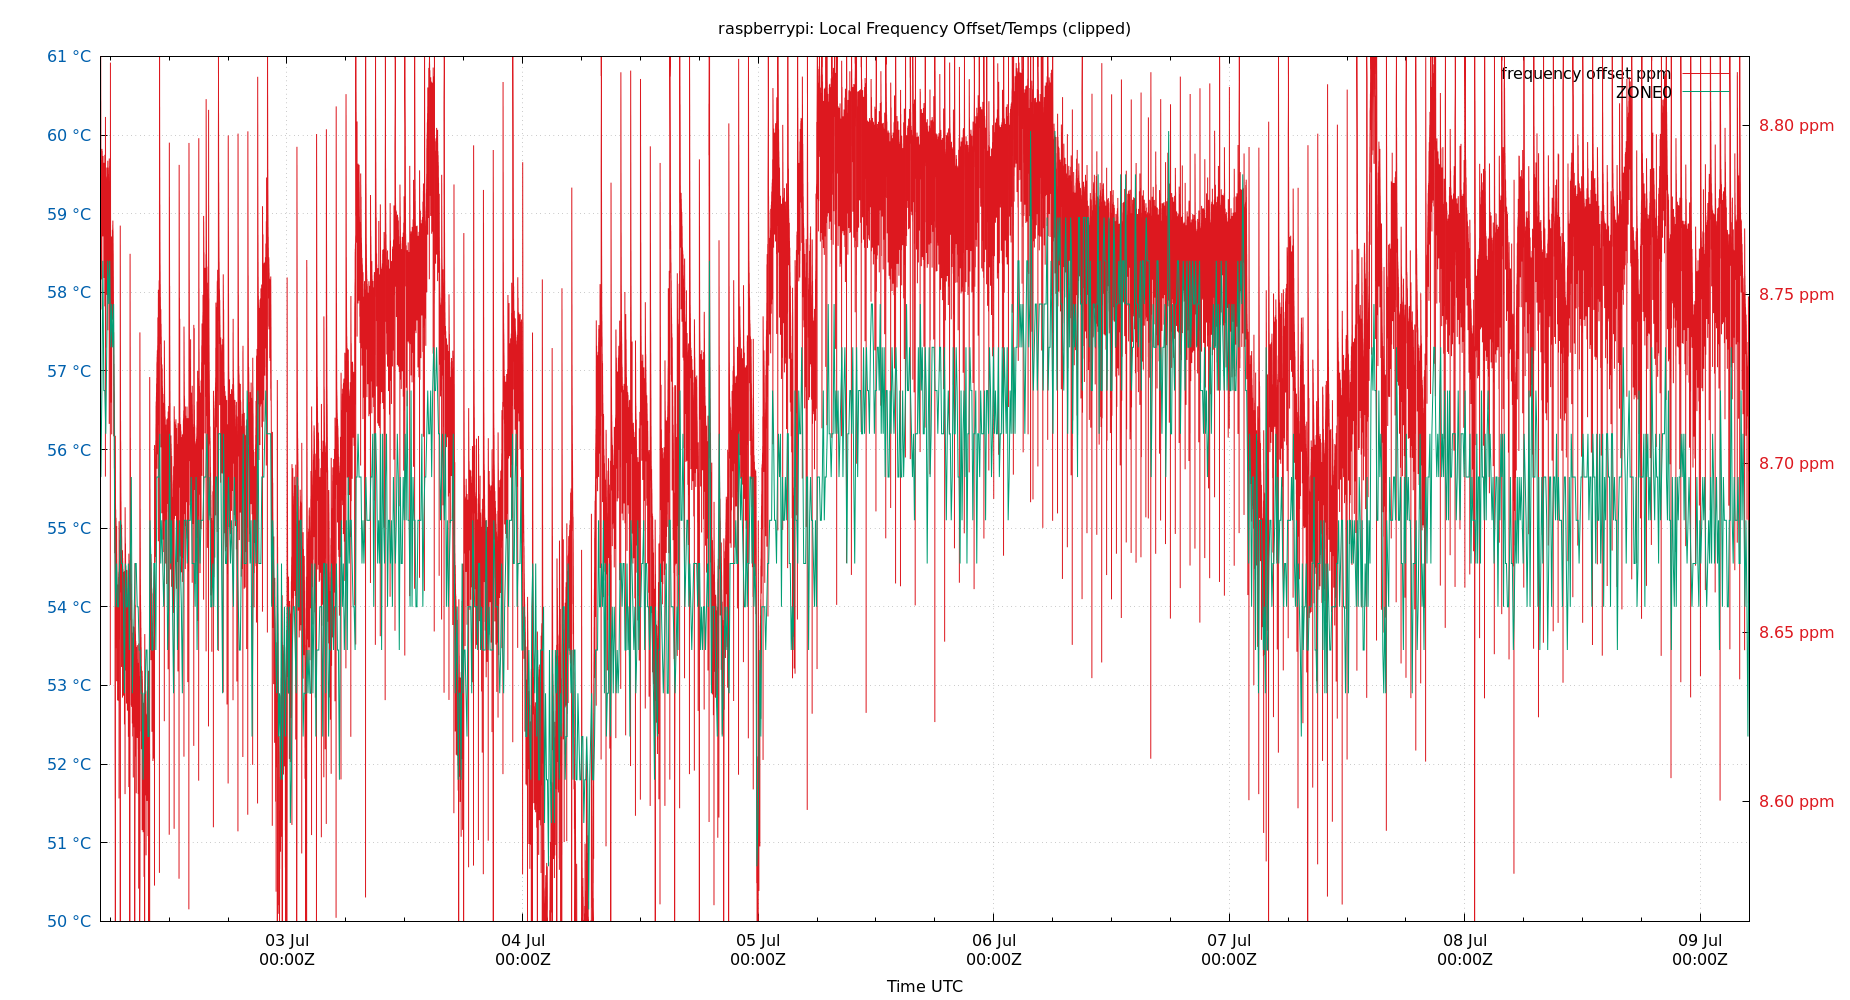 raspberrypi: Local Frequency Offset/Temps (clipped)
61 °C
60 °C
59 °C
58 °C
57 °C
56 °C
55 °C
54 °C
53 °C
52 °C
51 °C
50 °C
frequency offset ppm
ZONE0
8.80 ppm
8.75 ppm
8.70 ppm
8.65 ppm
8.60 ppm
03 Jul
00:00Z
04 Jul
00:00Z
05 Jul
00:00Z
06 Jul
00:00Z
07 Jul
00:00Z
08 Jul
00:00Z
09 Jul
00:00Z
Time UTC